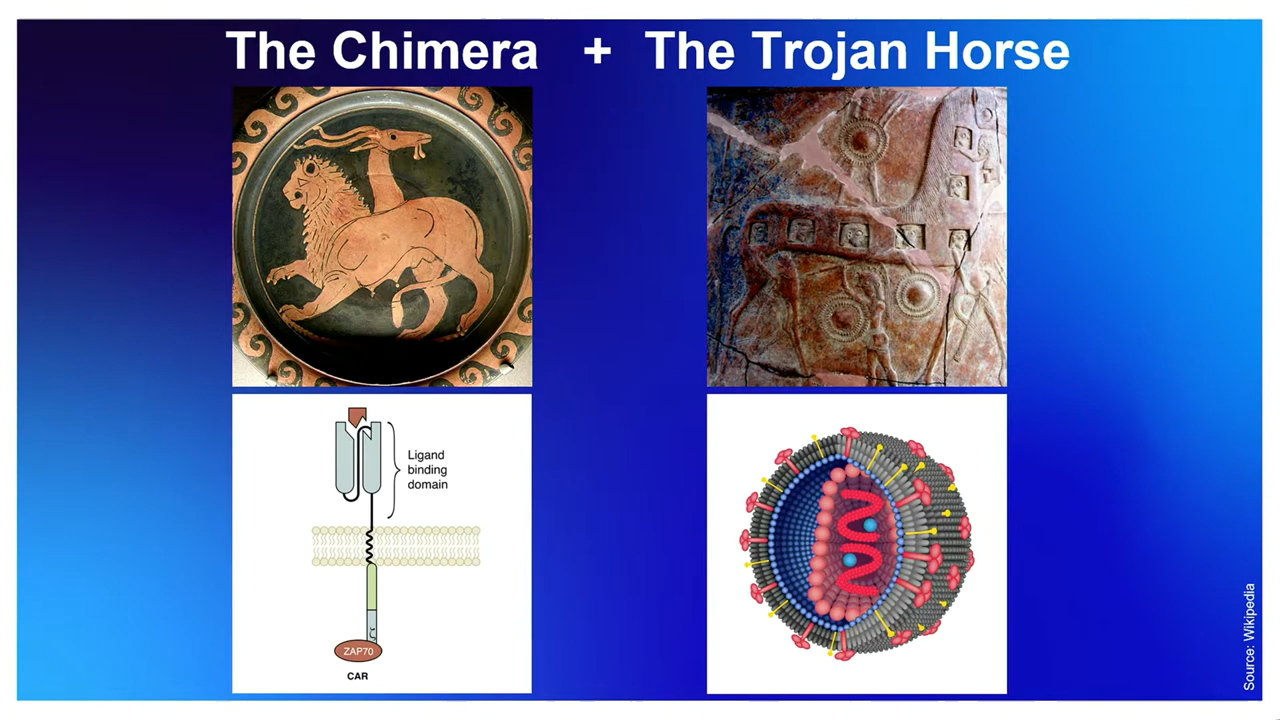 The Chimera + The Trojan Horse
Ligand
binding
domain
ZAP70
CAR
Source: Wikipedia